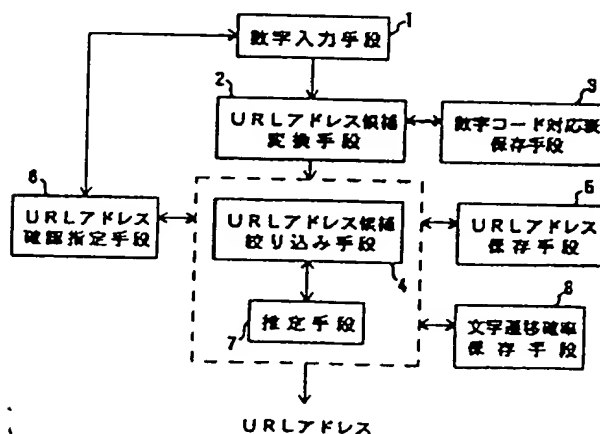 1
数字入力手段
2
URLアドレス候補
変換手段
3
数字コード対応表
保存手段
6
URLアドレス
確認指定手段
URLアドレス候補
絞り込み手段
4
5
URLアドレス
保存手段
7
推定手段
8
文字遷移確率
保存手段
URLアドレス